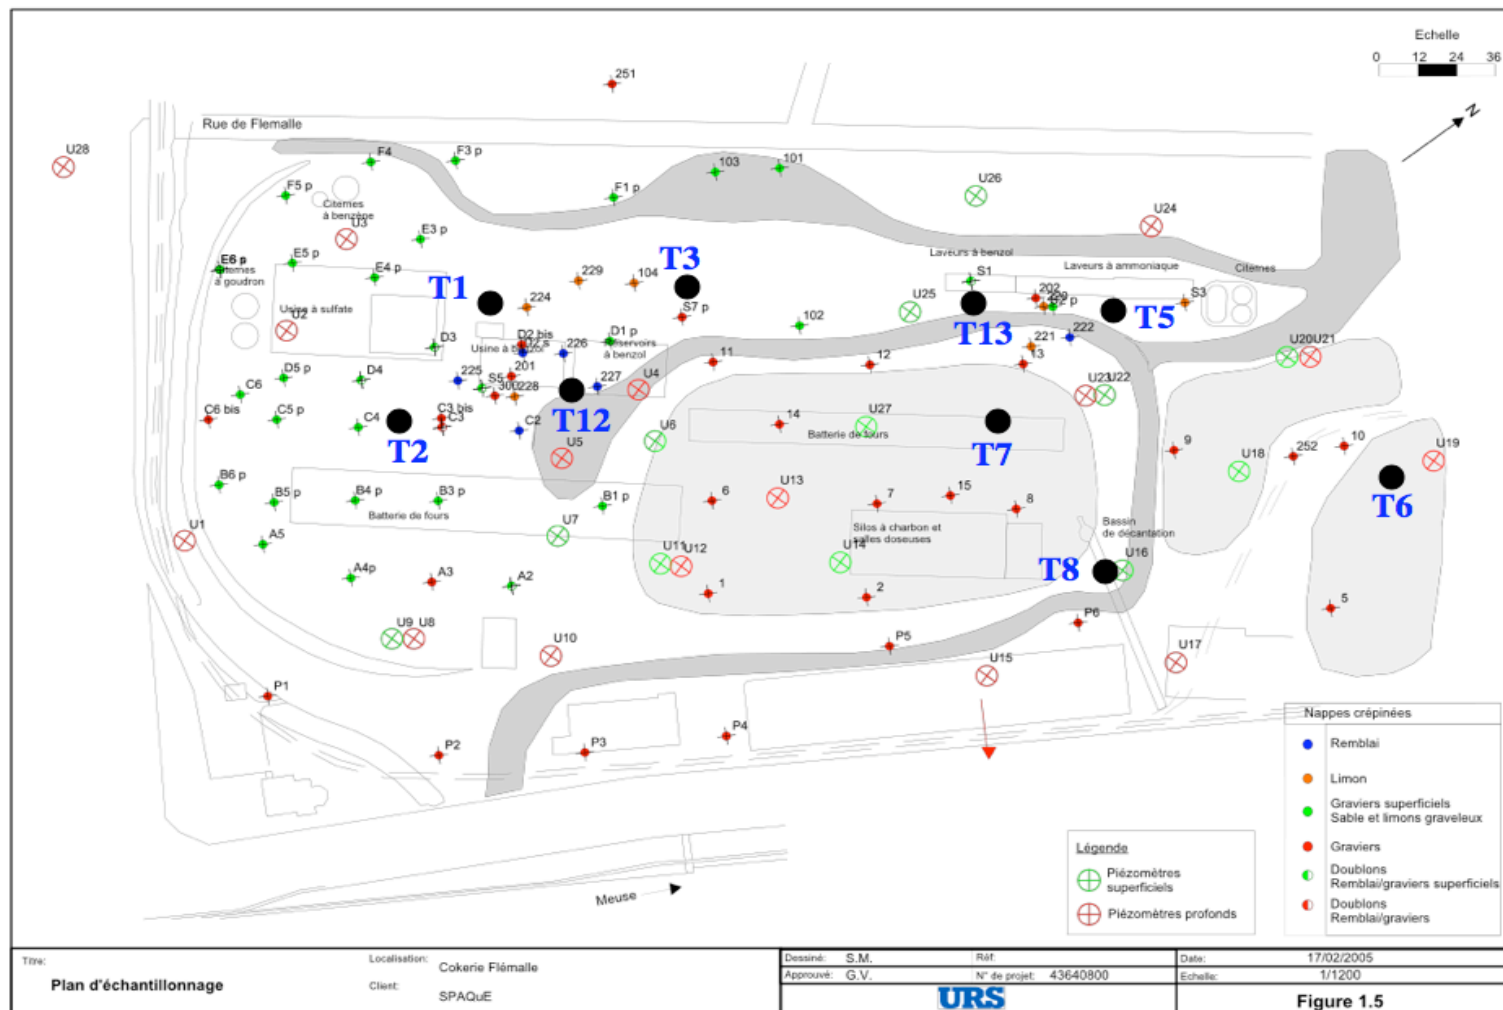 Echelle
0 12 24 36
N
251
Rue de Flemalle
U28
F4
F3 p
103
101
F5 p
F1 p
U26
Citernes
à benzène
U3
E3 p
U24
Laveurs à benzol
E6 p
E5 p
E4 p
229
104
T3
S1
Laveurs à ammoniaque
Citernes
à goudron
T1
224
S7 p
U25
202
S3
Usine à sulfate
U2
T13
T5
102
D3
D2 bis
D1 p
222
Usine à benzol
226
Réservoirs
à benzol
11
12
221
13
U20
U21
D5 p
D4
225
201
S5
300
228
227
U4
U23
U22
C6
C6 bis
C5 p
C4
C3 bis
C3
C2
T12
14
U27
Batterie de fours
T2
T7
U6
U5
9
252
10
U19
U18
T6
B6 p
B5 p
B4 p
B3 p
B1 p
6
U13
7
15
8
Batterie de fours
Silos à charbon et
salles doseuses
Bassin
de décantation
U1
A5
U7
U11
U12
U14
T8
U16
A4p
A3
A2
1
2
5
U9
U8
U10
P5
P6
U15
U17
P1
P2
P3
P4
Meuse
Nappes crépinées
Remblai
Limon
Graviers superficiels
Sable et limons graveleux
Graviers
Doublons
Remblai/graviers superficiels
Doublons
Remblai/graviers
Légende
Piézomètres
superficiels
Piézomètres profonds
Titre:
Plan d'échantillonnage
Localisation:
Cokerie Flémalle
Client:
SPAQuE
Dessiné: S.M.
Réf:
Date: 17/02/2005
Approuvé: G.V.
N° de projet: 43640800
Echelle: 1/1200
URS
Figure 1.5